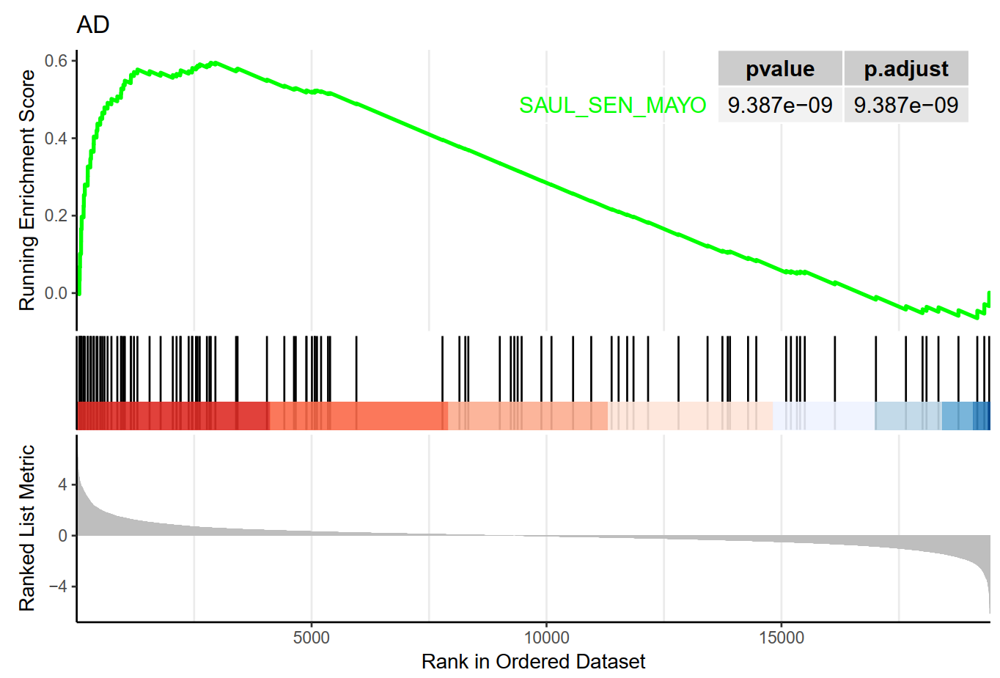 AD
Running Enrichment Score
0.6
0.4
0.2
0.0
pvalue p.adjust
SAUL_SEN_MAYO 9.387e−09 9.387e−09
Ranked List Metric
4
0
−4
5000 10000 15000
Rank in Ordered Dataset